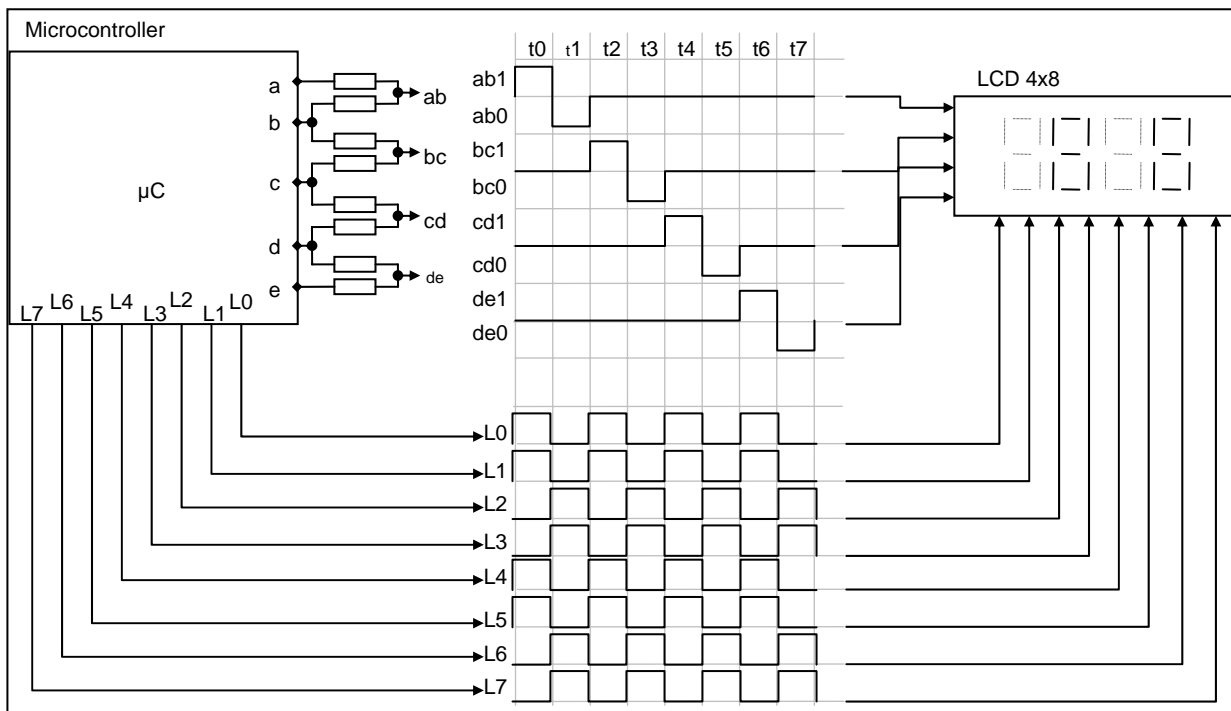 Microcontroller
t0 t1 t2 t3 t4 t5 t6 t7
LCD 4x8
a
b
c
d
e
µC
ab
bc
cd
de
L7 L6 L5 L4 L3 L2 L1 L0
ab1
ab0
bc1
bc0
cd1
cd0
de1
de0
L0
L1
L2
L3
L4
L5
L6
L7